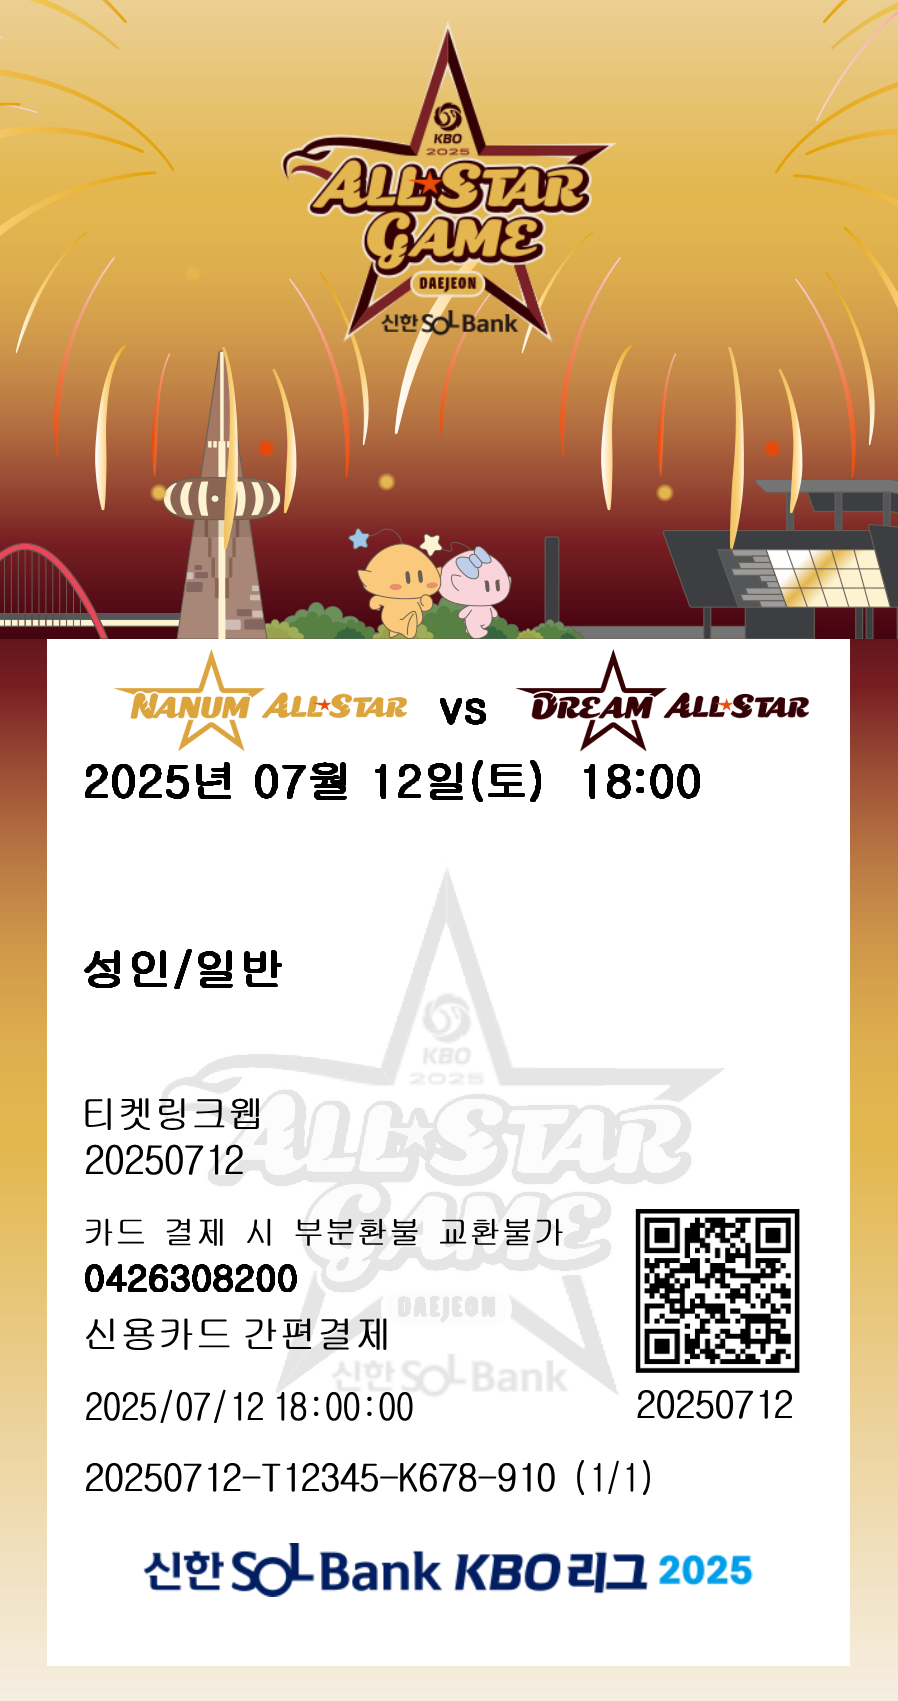 KBO
2025
ALL★STAR
GAME
DAEJEON
신한 SOL Bank
NANUM ALL★STAR vs DREAM ALL★STAR
2025년 07월 12일(토) 18:00
성인/일반
KBO
2025
ALL★STAR
GAME
DAEJEON
신한 SOL Bank
티켓링크웹
20250712
카드 결제 시 부분환불 교환불가
0426308200
신용카드 간편결제
2025/07/12 18:00:00
20250712
20250712-T12345-K678-910 (1/1)
신한 SOL Bank KBO 리그 2025